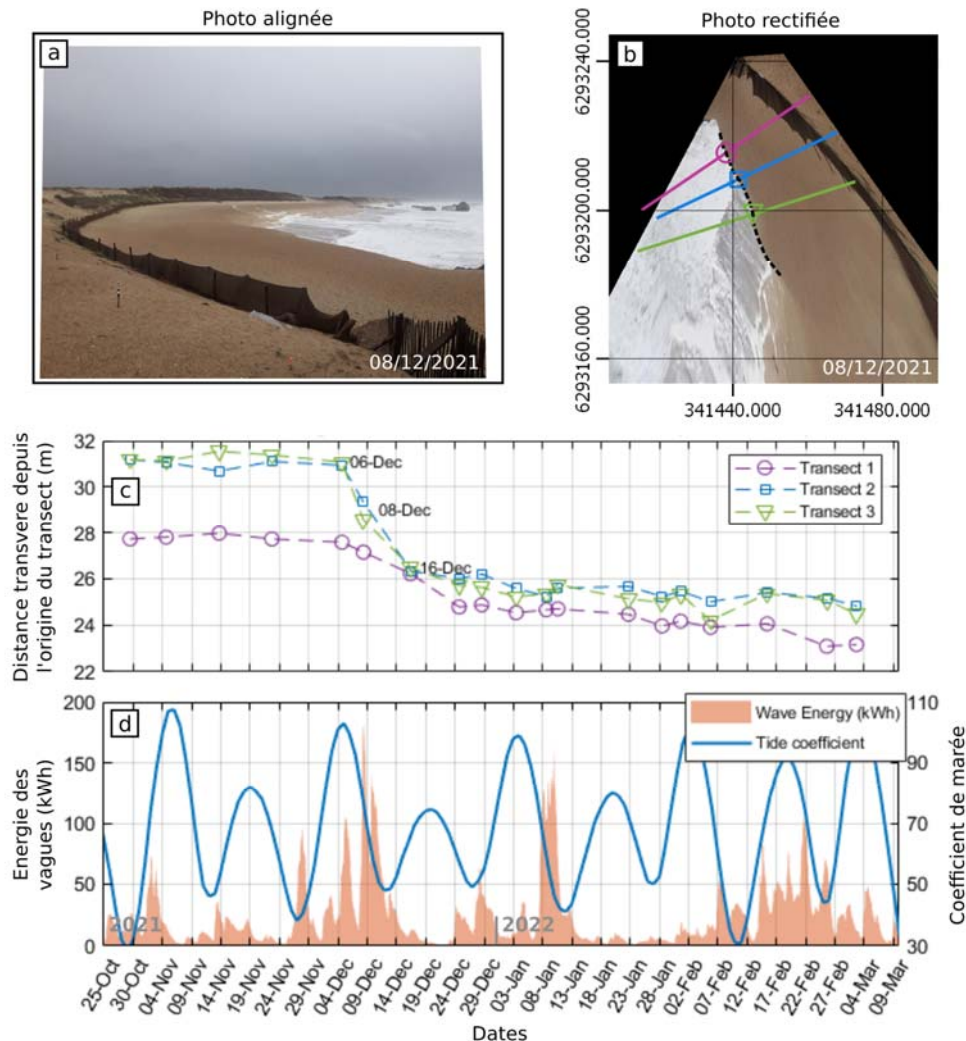 Photo alignée
Photo rectifiée
a
08/12/2021
b
6293240.000
6293200.000
6293160.000
08/12/2021
341440.000
341480.000
Distance transvere depuis
l'origine du transect (m)
32
30
28
26
24
22
c
06-Dec
08-Dec
16-Dec
Transect 1
Transect 2
Transect 3
Energie des
vagues (kWh)
200
150
100
50
0
d
Wave Energy (kWh)
Tide coefficient
110
90
70
50
30
Coefficient de marée
2021
2022
25-Oct
30-Oct
04-Nov
09-Nov
14-Nov
19-Nov
24-Nov
29-Nov
04-Dec
09-Dec
14-Dec
19-Dec
24-Dec
29-Dec
03-Jan
08-Jan
13-Jan
18-Jan
23-Jan
28-Jan
02-Feb
07-Feb
12-Feb
17-Feb
22-Feb
27-Feb
04-Mar
09-Mar
Dates